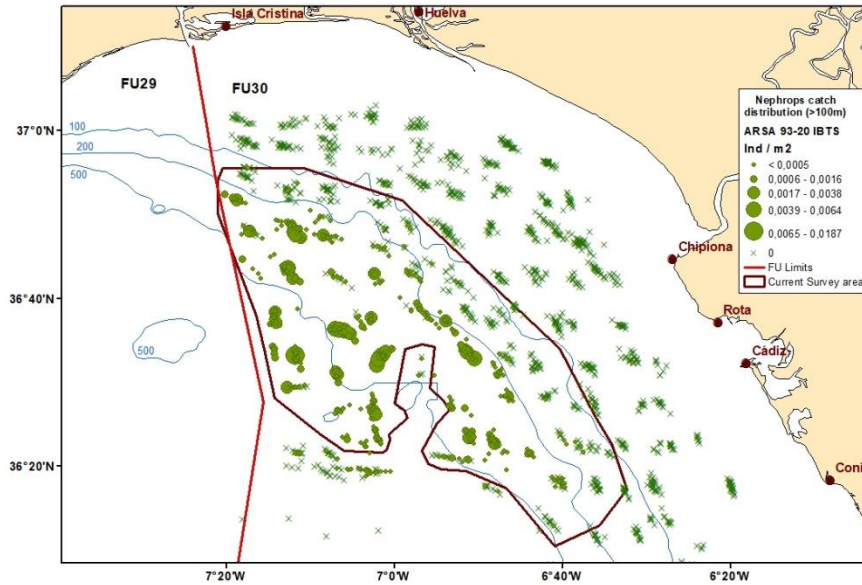 Isla Cristina
Huelva
FU29
FU30
37°0'N
100
200
500
Nephrops catch
distribution (>100m)
ARSA 93-20 IBTS
Ind / m2
< 0,0005
0,0006 - 0,0016
0,0017 - 0,0038
0,0039 - 0,0064
0,0065 - 0,0187
0
FU Limits
Current Survey area
Chipiona
36°40'N
Rota
500
Cádiz
36°20'N
Coni
7°20'W
7°0'W
6°40'W
6°20'W